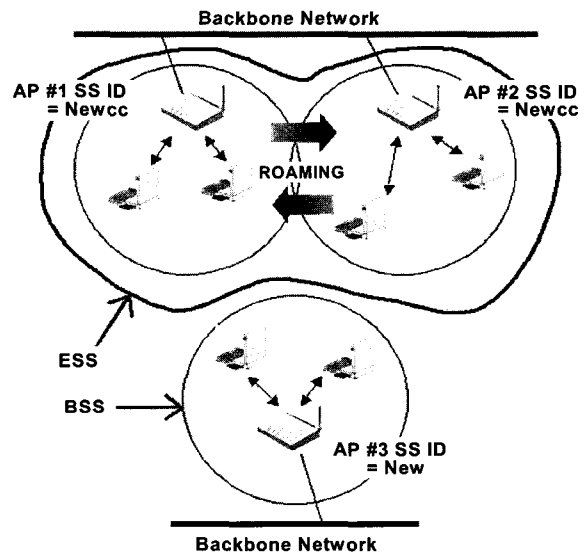 Backbone Network
AP #1 SS ID
= Newcc
AP #2 SS ID
= Newcc
ROAMING
ESS
BSS
AP #3 SS ID
= New
Backbone Network